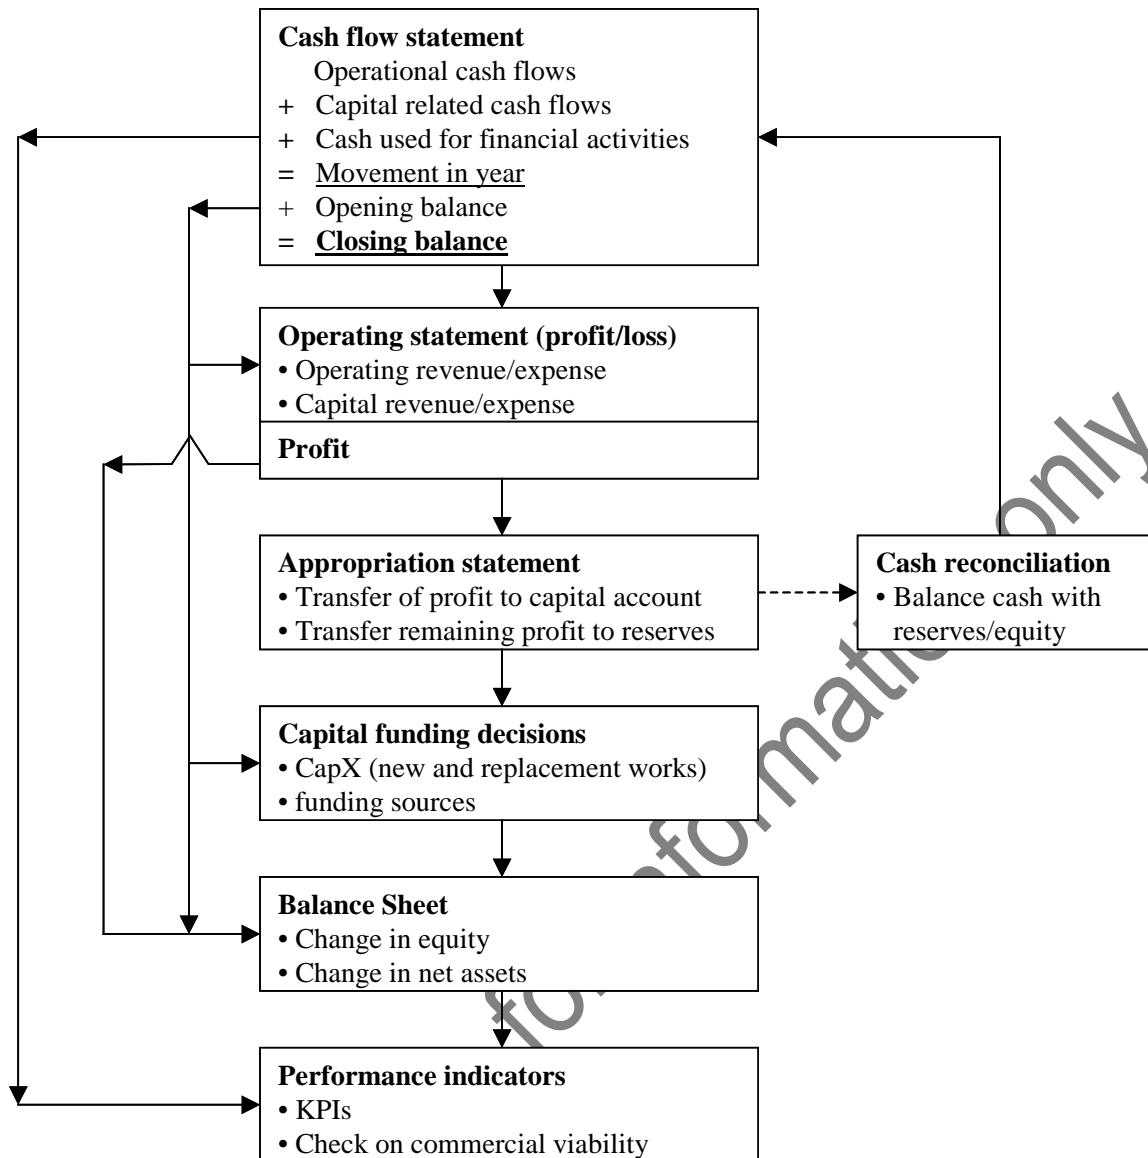 Cash flow statement
Operational cash flows
+ Capital related cash flows
+ Cash used for financial activities
= Movement in year
+ Opening balance
= Closing balance
Operating statement (profit/loss)
• Operating revenue/expense
• Capital revenue/expense
Profit
Appropriation statement
• Transfer of profit to capital account
• Transfer remaining profit to reserves
Cash reconciliation
• Balance cash with
reserves/equity
Capital funding decisions
• CapX (new and replacement works)
• funding sources
Balance Sheet
• Change in equity
• Change in net assets
Performance indicators
• KPIs
• Check on commercial viability
only